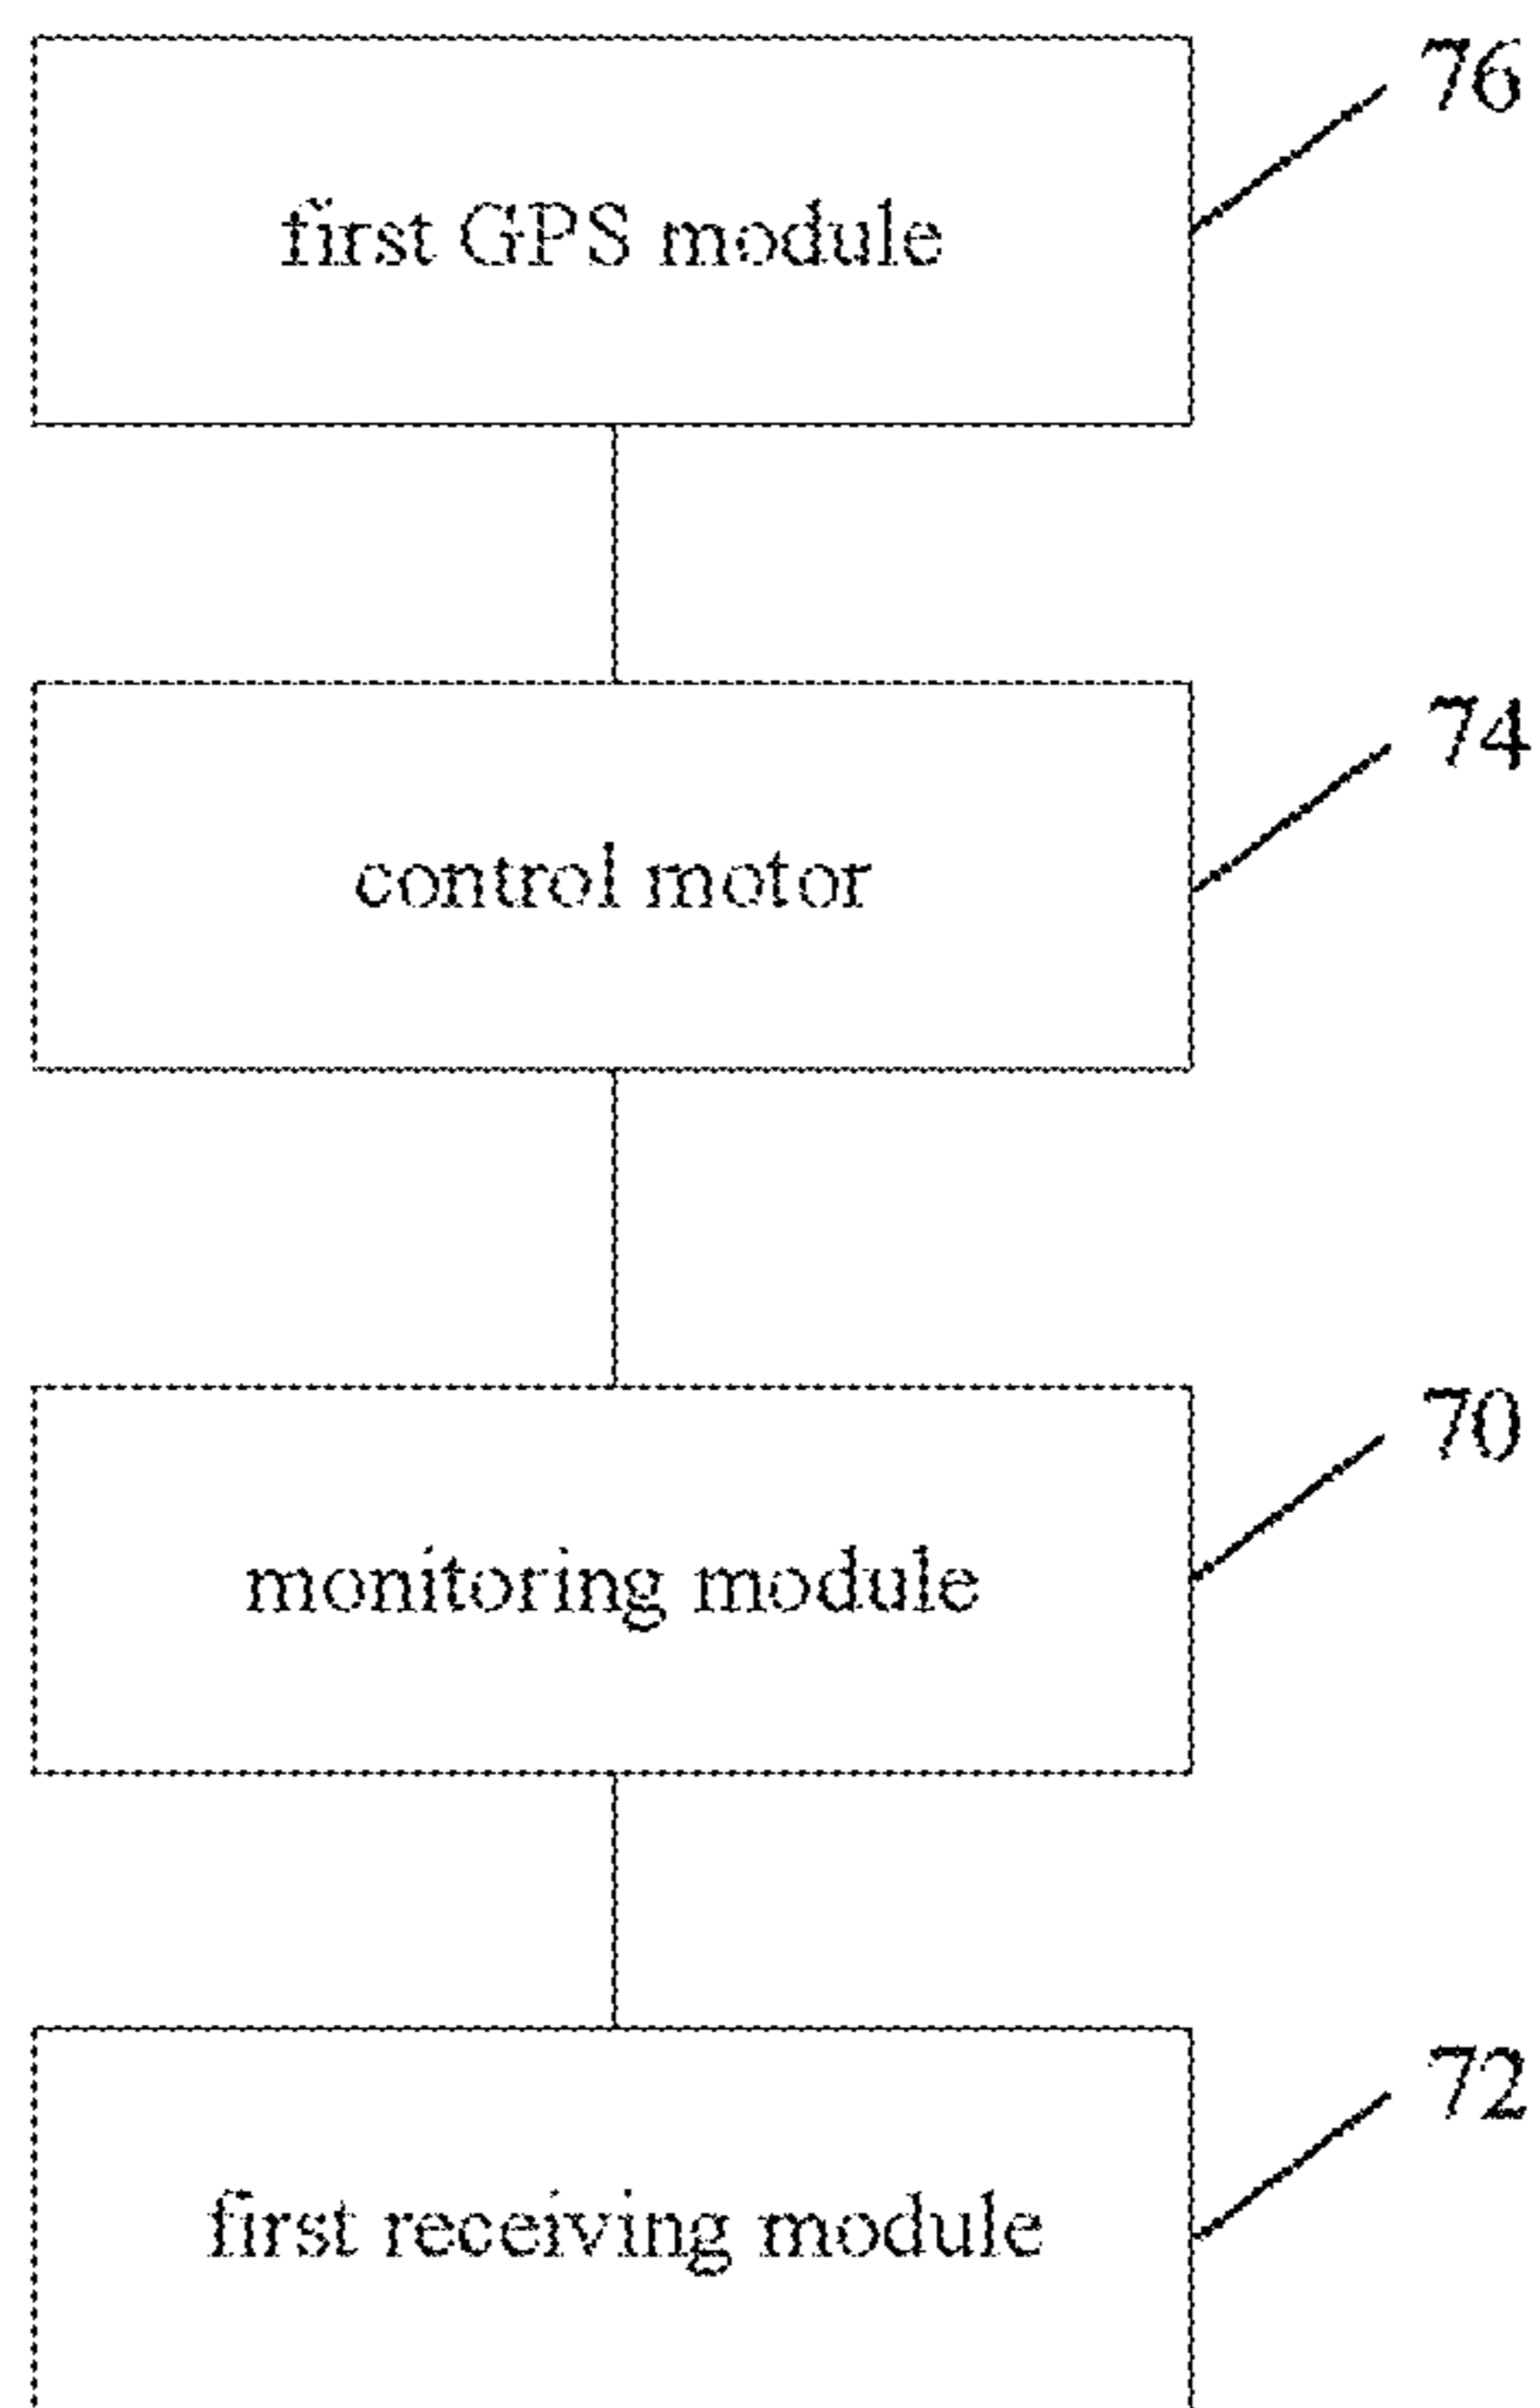 76
first GPS module
74
control motor
70
monitoring module
72
first receiving module